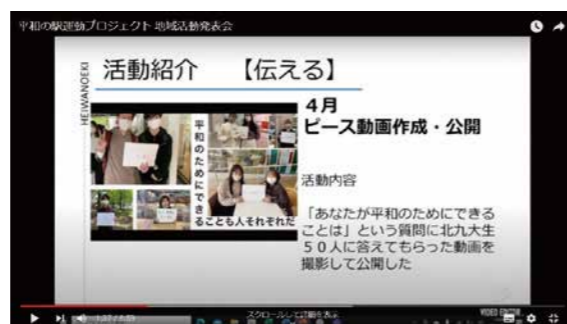 平和の駅運動プロジェクト 地域活動発表会
HEIWANOEKI
活動紹介 【伝える】
4月
ピース動画作成・公開
平和のためにでき
ることも人それぞれだ
活動内容
「あなたが平和のためにできる
ことは」という質問に北九大生
50人に答えてもらった動画を
撮影して公開した
スクロールして詳細を表示
VIDEO EDITOR